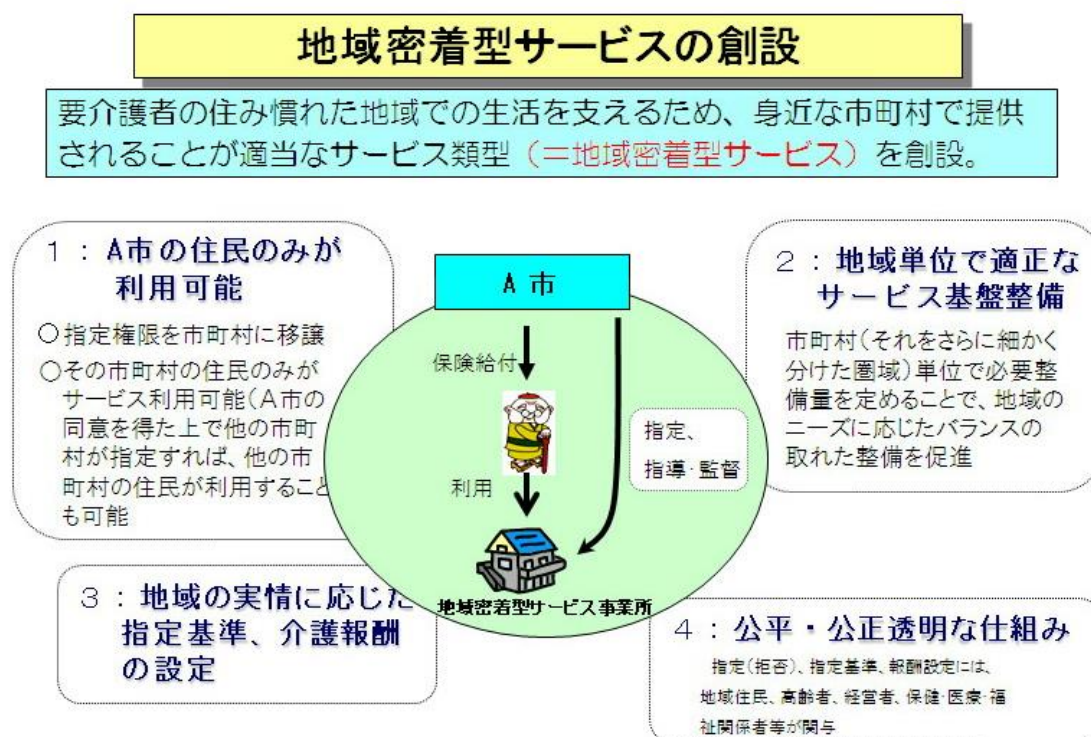 地域密着型サービスの創設
要介護者の住み慣れた地域での生活を支えるため、身近な市町村で提供
されることが適当なサービス類型（＝地域密着型サービス）を創設。
1：A市の住民のみが
利用可能
○指定権限を市町村に移譲
○その市町村の住民のみが
サービス利用可能（A市の
同意を得た上で他の市町
村が指定すれば、他の市
町村の住民が利用すること
も可能
A市
保険給付
利用
指定、
指導・監督
地域密着型サービス事業所
2：地域単位で適正な
サービス基盤整備
市町村（それをさらに細かく
分けた圏域）単位で必要整
備量を定めることで、地域の
ニーズに応じたバランスの
取れた整備を促進
3：地域の実情に応じた
指定基準、介護報酬
の設定
4：公平・公正透明な仕組み
指定（拒否）、指定基準、報酬設定には、
地域住民、高齢者、経営者、保健・医療・福
祉関係者等が関与